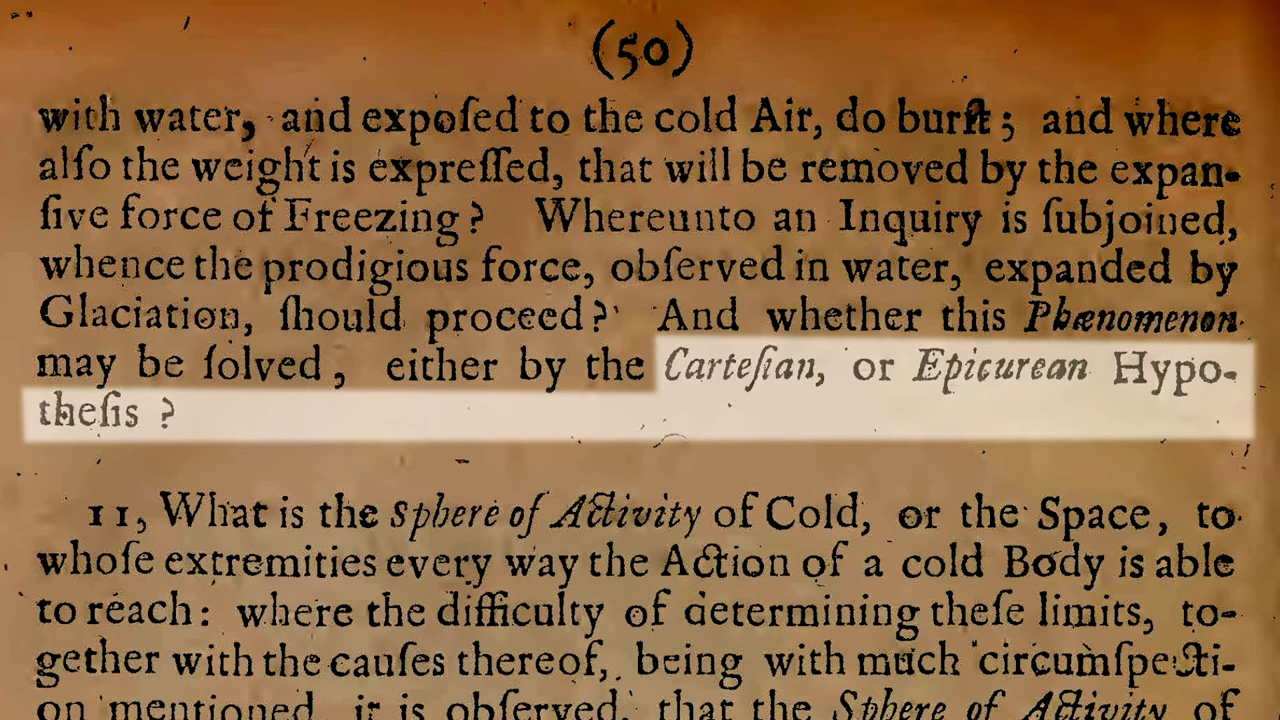 (50)
with water, and expoſed to the cold Air, do burſt; and where
alſo the weight is expreſſed, that will be removed by the expan-
ſive force of Freezing? Whereunto an Inquiry is ſubjoined,
whence the prodigious force, obſerved in water, expanded by
Glaciation, ſhould proceed? And whether this Phænomenon
may be ſolved, either by the Carteſian, or Epicurean Hypo-
theſis ?
11, What is the Sphere of Activity of Cold, or the Space, to
whoſe extremities every way the Action of a cold Body is able
to reach: where the difficulty of determining theſe limits, to-
gether with the cauſes thereof, being with much circumſpecti-
on mentioned, it is obſerved, that the Sphere of Activity of